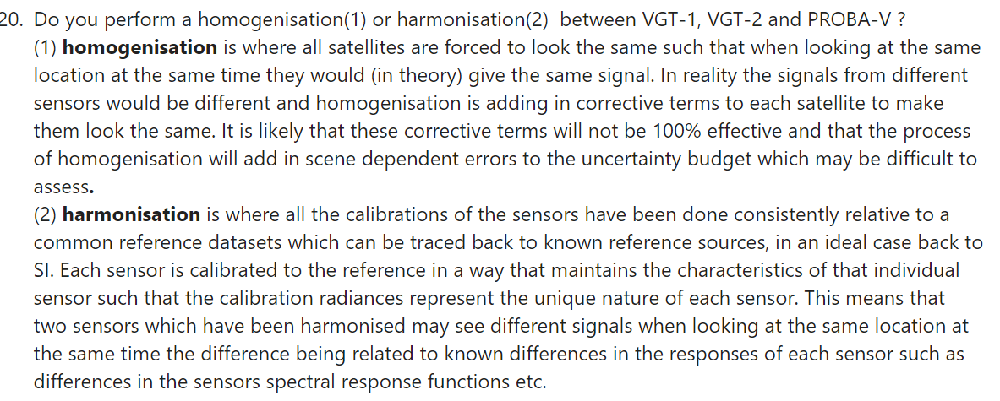 20. Do you perform a homogenisation(1) or harmonisation(2)  between VGT-1, VGT-2 and PROBA-V ?
(1) homogenisation is where all satellites are forced to look the same such that when looking at the same
location at the same time they would (in theory) give the same signal. In reality the signals from different
sensors would be different and homogenisation is adding in corrective terms to each satellite to make
them look the same. It is likely that these corrective terms will not be 100% effective and that the process
of homogenisation will add in scene dependent errors to the uncertainty budget which may be difficult to
assess.
(2) harmonisation is where all the calibrations of the sensors have been done consistently relative to a
common reference datasets which can be traced back to known reference sources, in an ideal case back to
SI. Each sensor is calibrated to the reference in a way that maintains the characteristics of that individual
sensor such that the calibration radiances represent the unique nature of each sensor. This means that
two sensors which have been harmonised may see different signals when looking at the same location at
the same time the difference being related to known differences in the responses of each sensor such as
differences in the sensors spectral response functions etc.